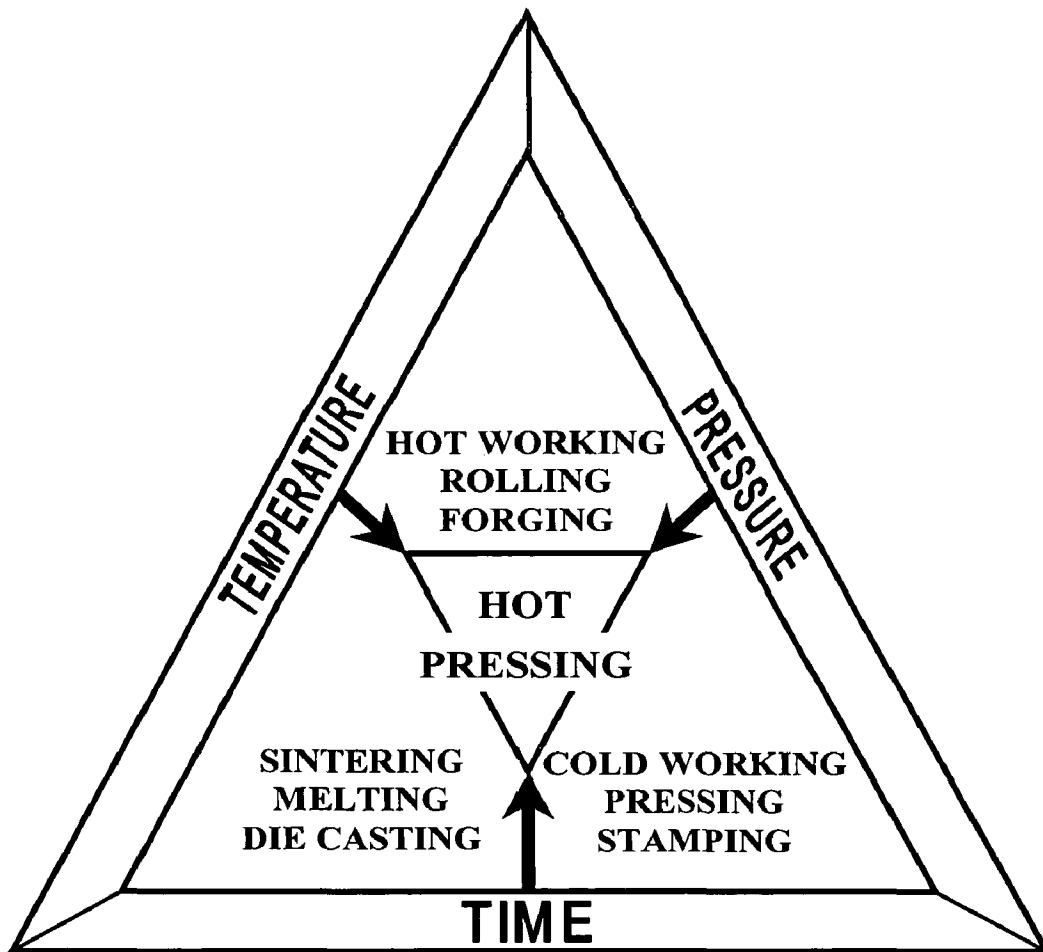 TEMPERATURE
PRESSURE
HOT WORKING
ROLLING
FORGING
HOT
PRESSING
SINTERING
MELTING
DIE CASTING
COLD WORKING
PRESSING
STAMPING
TIME